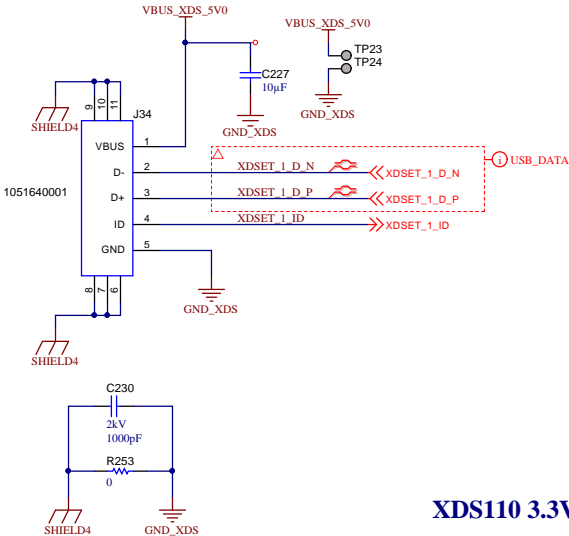 VBUS_XDS_5V0
VBUS_XDS_5V0
TP23
TP24
C227
10µF
GND_XDS
GND_XDS
9
10
11
SHIELD4
J34
1051640001
VBUS
1
D-
2
XDSET_1_D_N
XDSET_1_D_N
i
USB_DATA
D+
3
XDSET_1_D_P
XDSET_1_D_P
ID
4
XDSET_1_ID
XDSET_1_ID
GND
5
8
7
6
GND_XDS
SHIELD4
C230
2kV
1000pF
R253
0
SHIELD4
GND_XDS
XDS110 3.3V